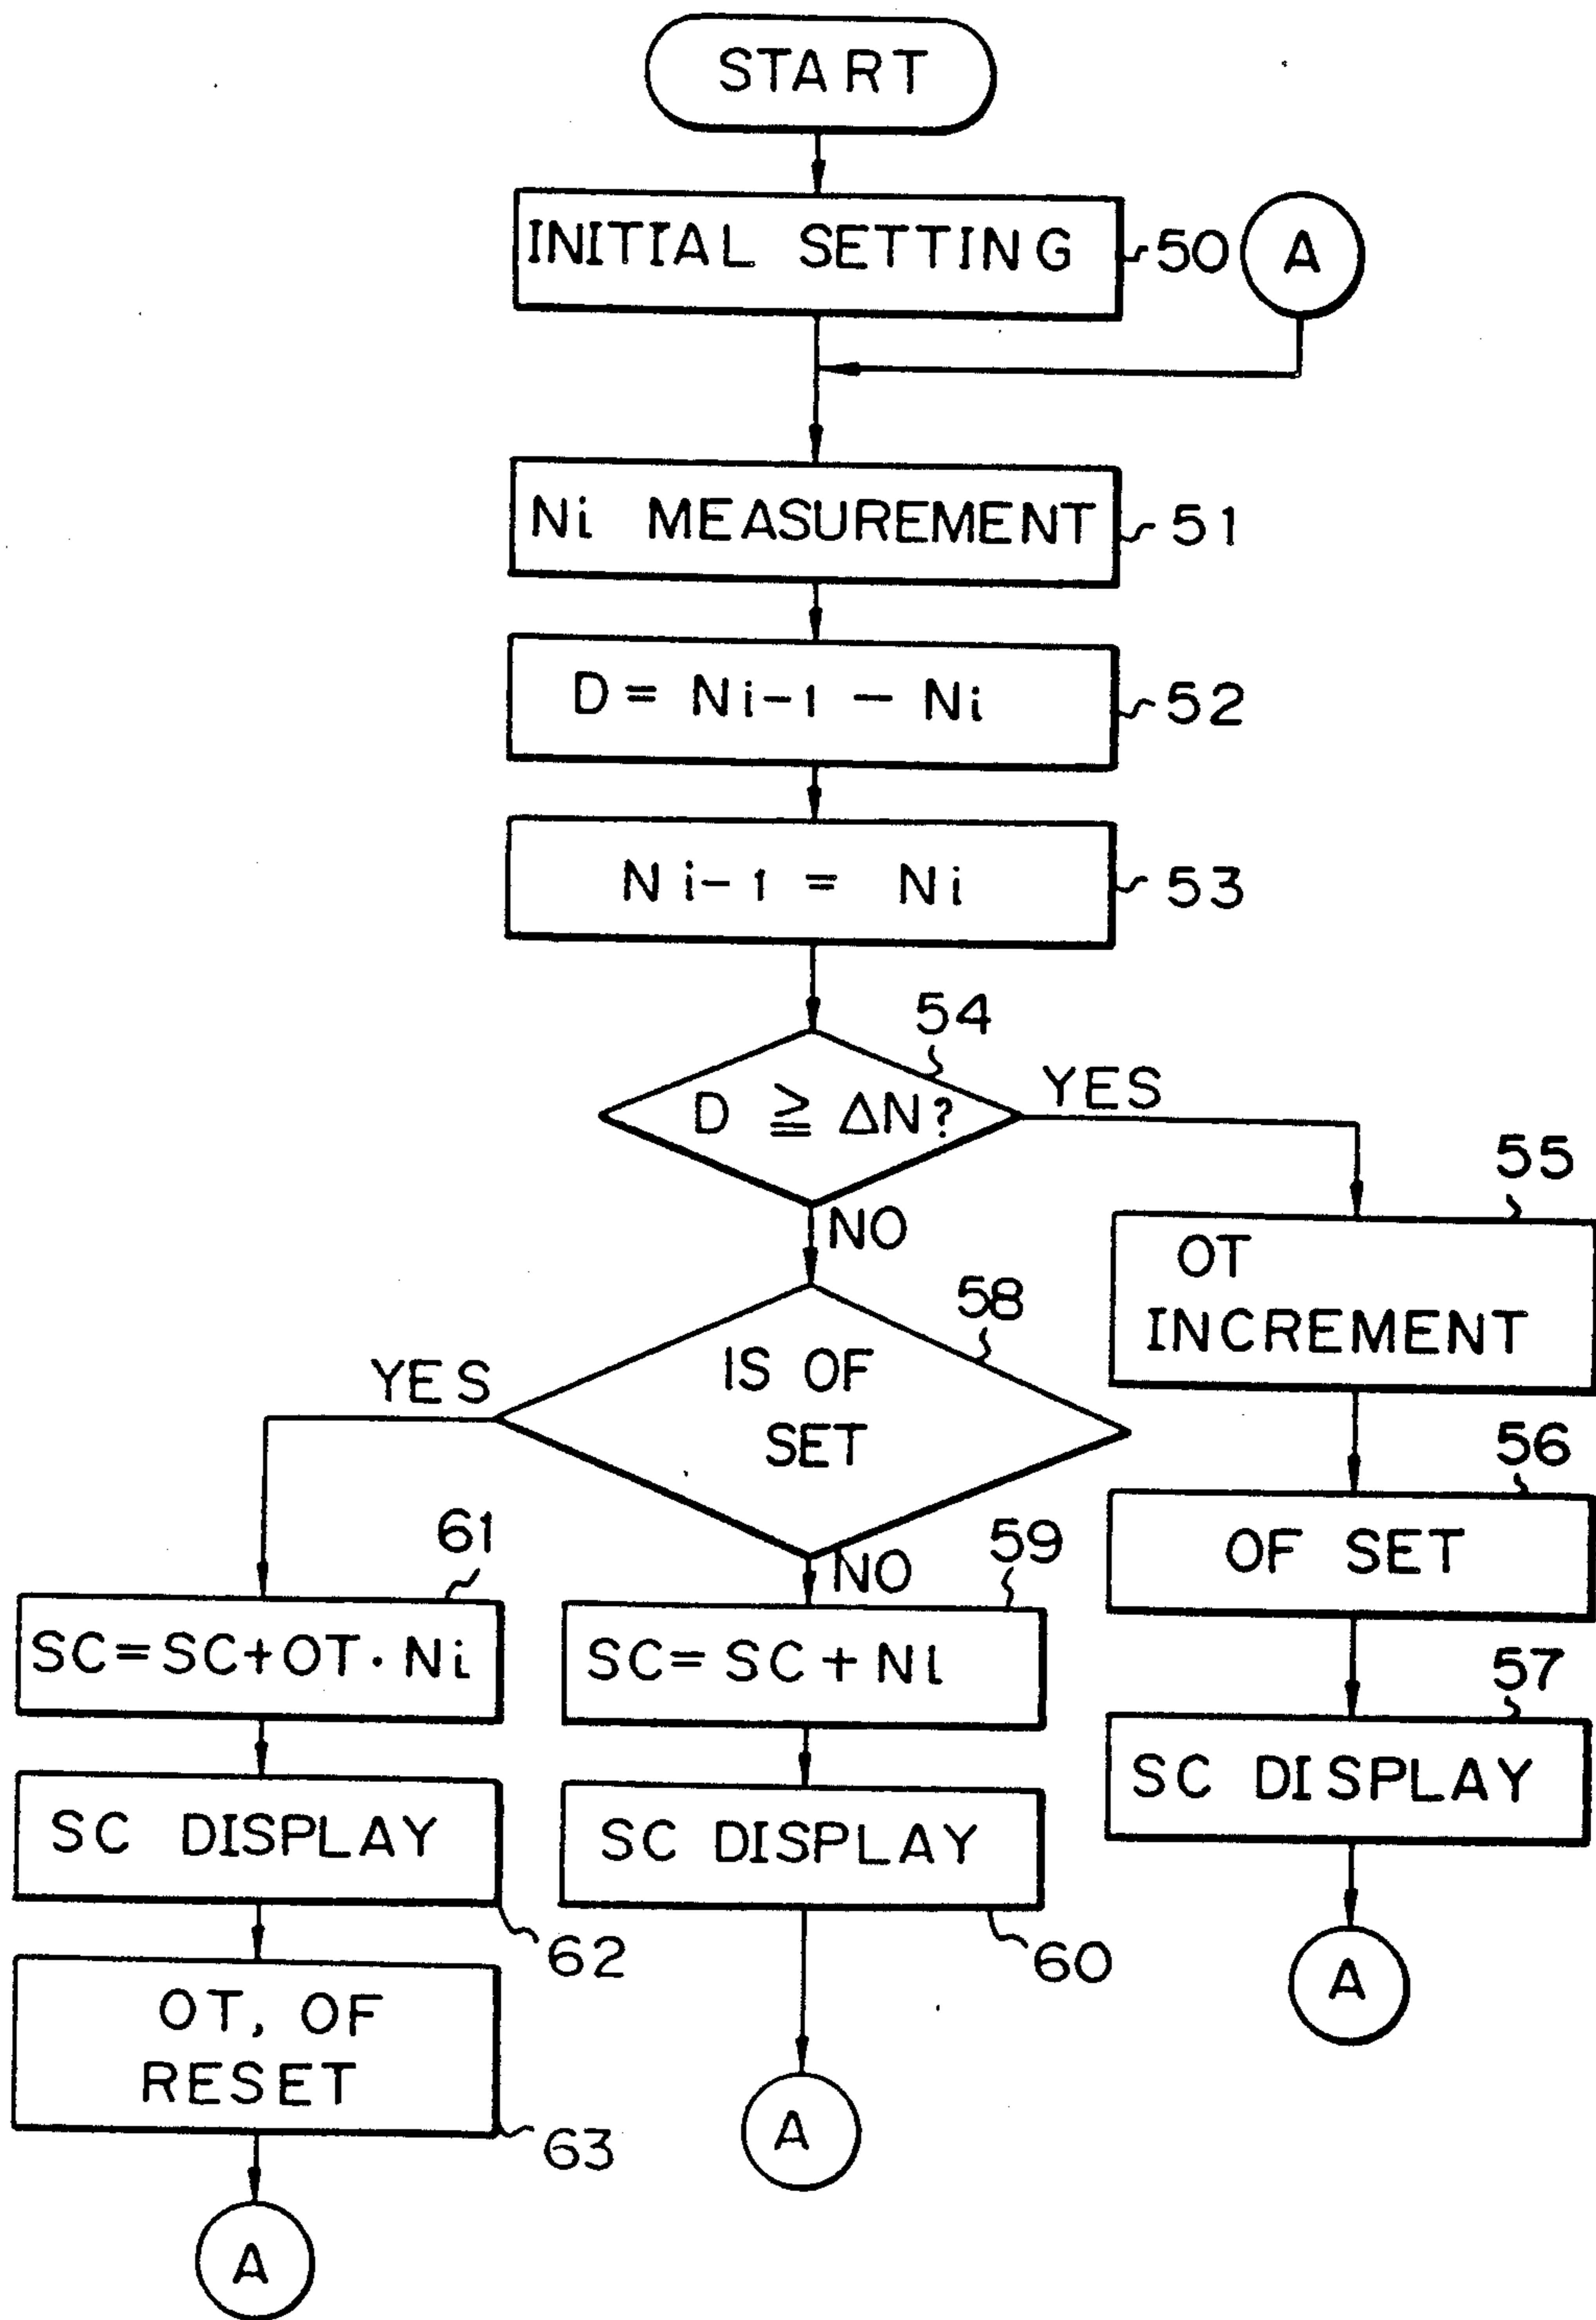 START
INITIAL SETTING
50
A
Ni MEASUREMENT
51
D = Ni-1 - Ni
52
Ni-1 = Ni
53
54
D ≧ ΔN?
YES
NO
55
OT
INCREMENT
58
IS OF
SET
YES
NO
56
OF SET
61
SC=SC+OT·Ni
59
SC=SC+Ni
57
SC DISPLAY
SC DISPLAY
62
SC DISPLAY
60
A
OT, OF
RESET
63
A
A